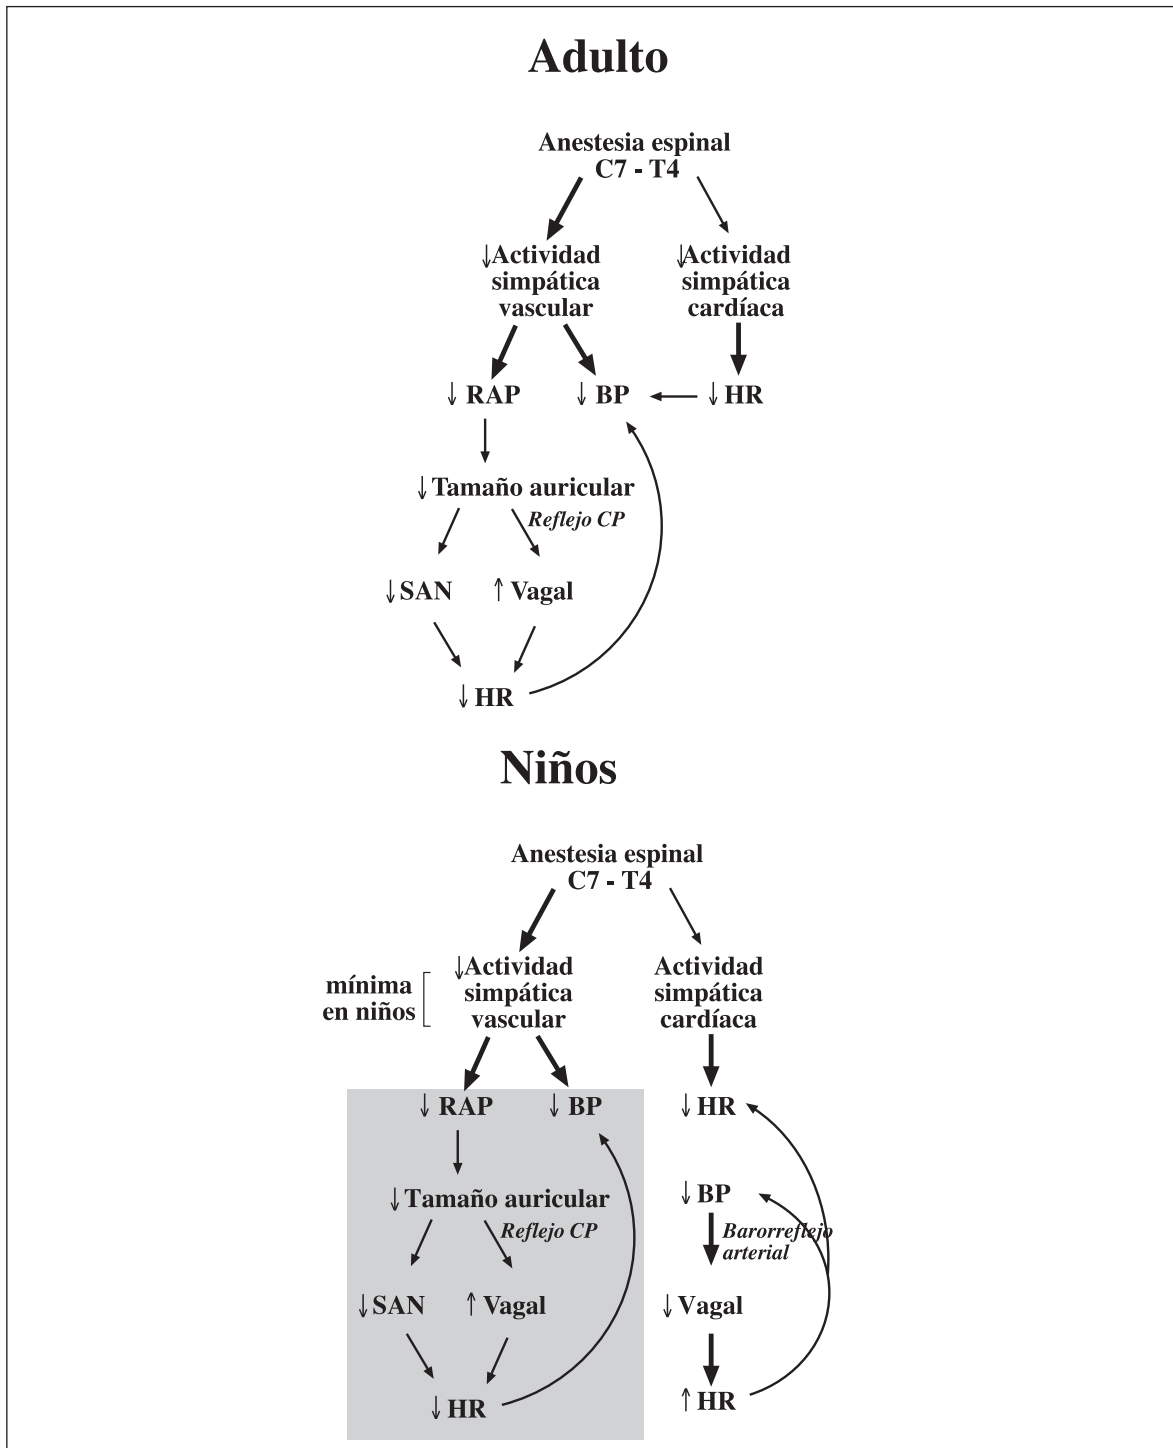 Adulto
Anestesia espinal
C7 - T4
↓Actividad
simpática
vascular
↓Actividad
simpática
cardíaca
↓ RAP
↓ BP
↓ HR
↓ Tamaño auricular
Reflejo CP
↓ SAN
↑ Vagal
↓ HR
Niños
Anestesia espinal
C7 - T4
mínima
en niños
↓Actividad
simpática
vascular
Actividad
simpática
cardíaca
↓ RAP
↓ BP
↓ HR
↓ Tamaño auricular
Reflejo CP
↓ BP
Barorreflejo
arterial
↓ SAN
↑ Vagal
↓ Vagal
↓ HR
↑ HR